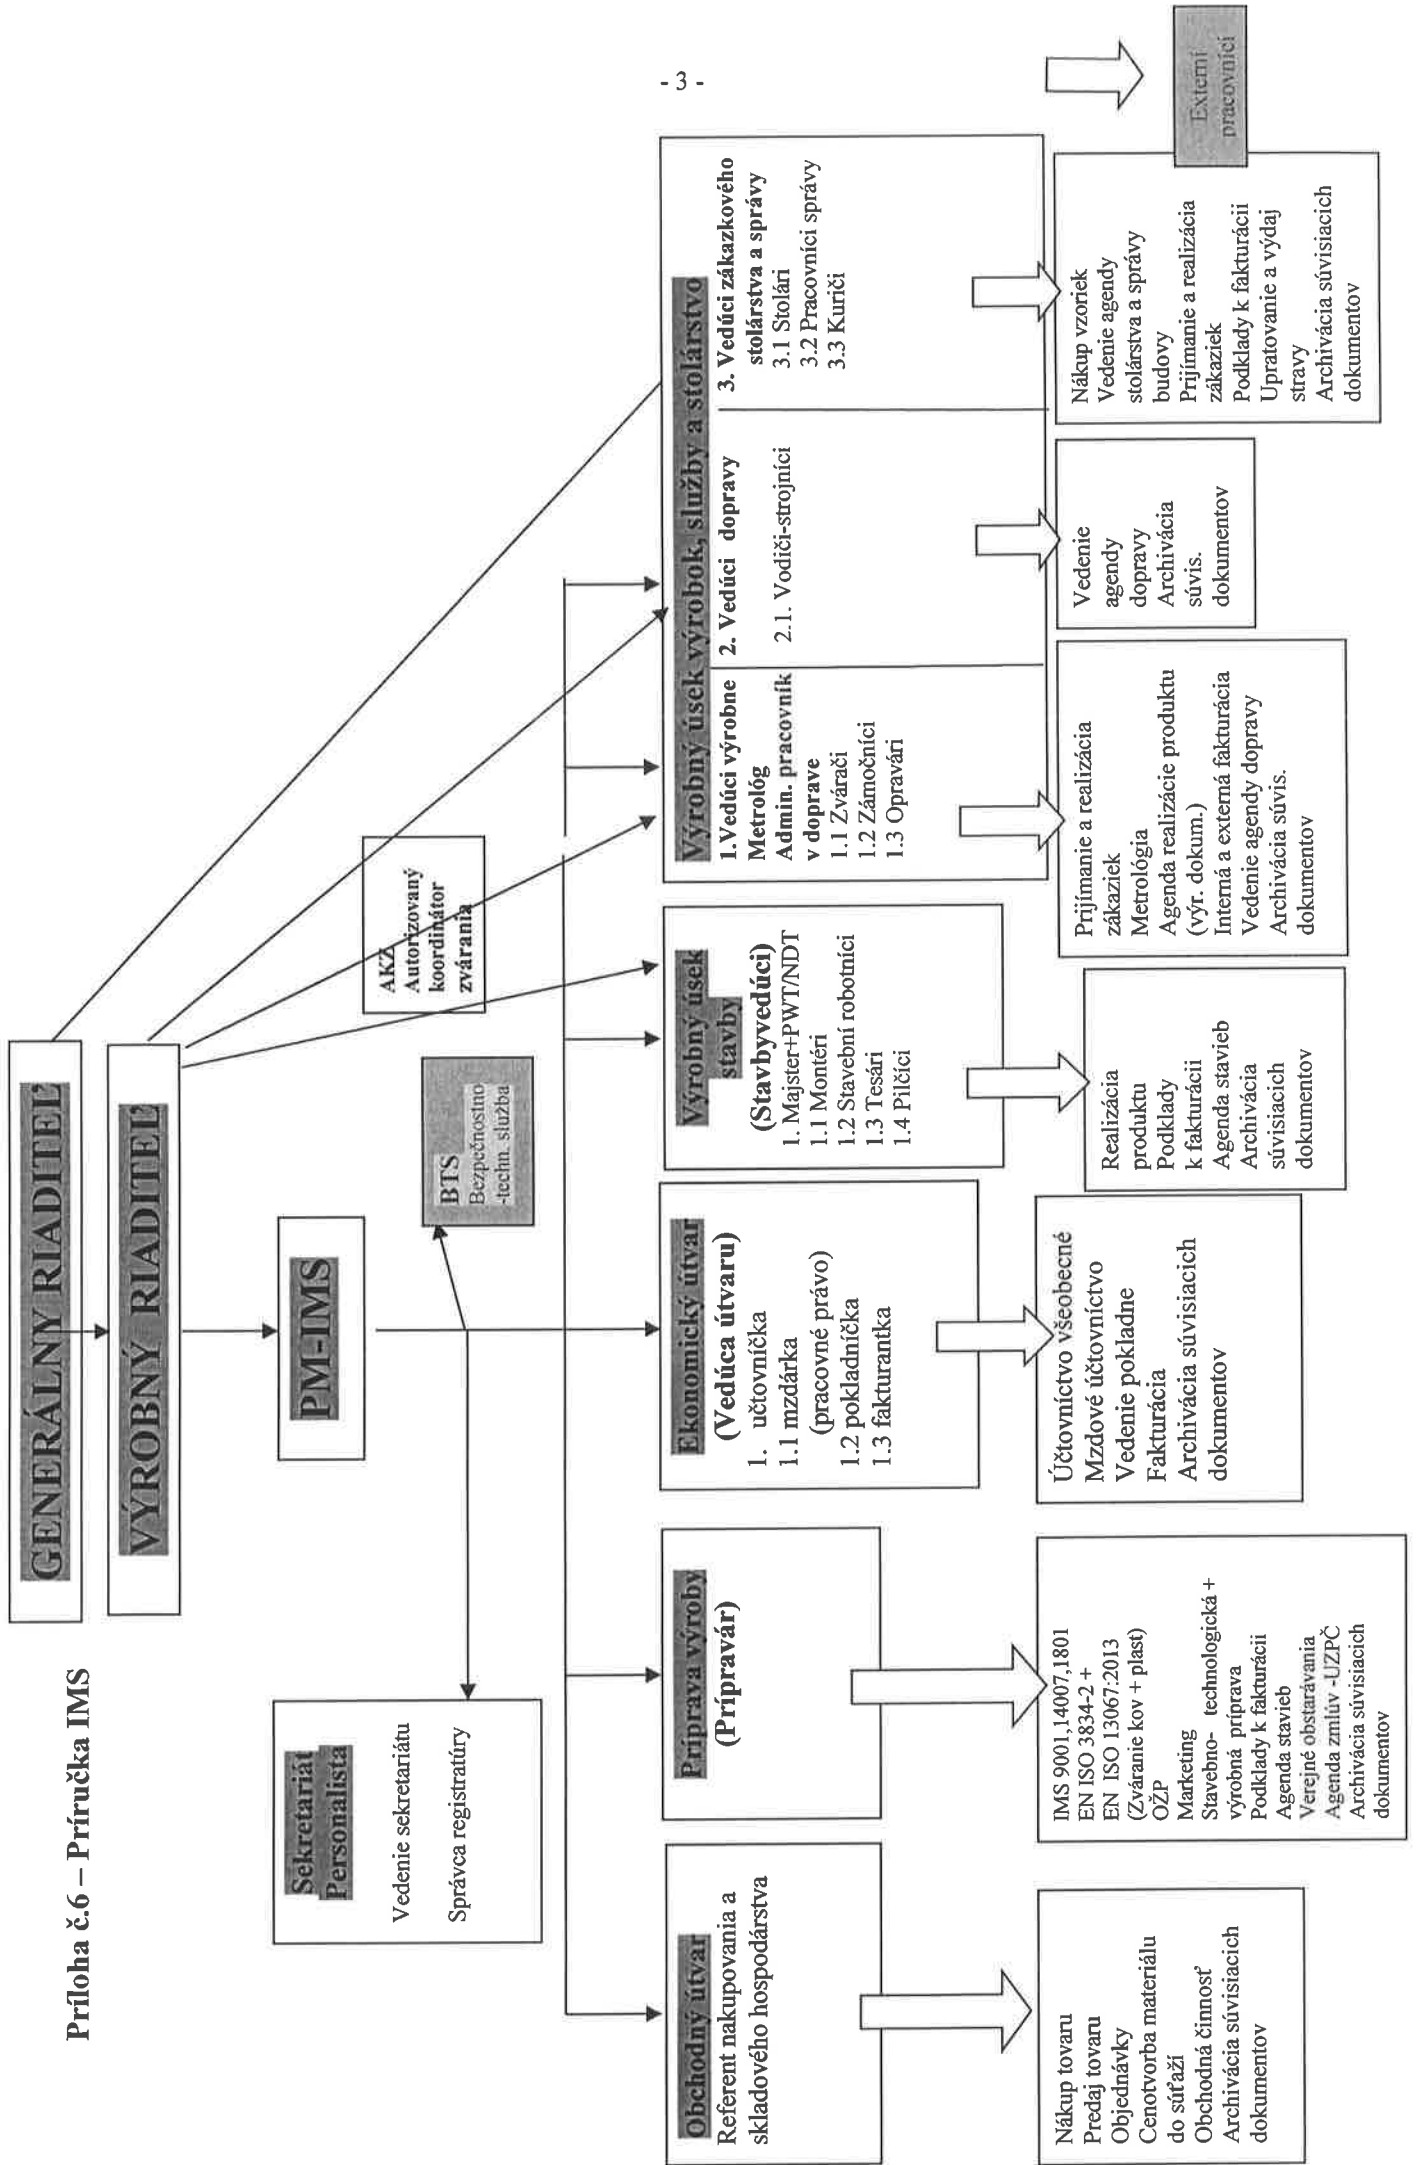 Príloha č.6 – Príručka IMS
- 3 -
GENERÁLNY RIADITEĽ
VÝROBNÝ RIADITEĽ
PM-IMS
Sekretariát
Personalista
Vedenie sekretariátu
Správca registratúry
BTS
Bezpečnostno
-techn. služba
AKZ
Autorizovaný
koordinátor
zvárania
Obchodný útvar
Referent nakupovania a
skladového hospodárstva
Príprava výroby
(Prípravár)
Ekonomický útvar
(Vedúca útvaru)
1. učtovníčka
1.1 mzdárka
(pracovné právo)
1.2 pokladníčka
1.3 fakturantka
Výrobný úsek
stavby
(Stavbyvedúci)
1. Majster+PWT/NDT
1.1 Montéri
1.2 Stavební robotníci
1.3 Tesári
1.4 Pilčíci
Výrobný úsek výrobok, služby a stolárstvo
1.Vedúci výrobne
Metrológ
Admin. pracovník
v doprave
1.1 Zvárači
1.2 Zámočníci
1.3 Opravári
2. Vedúci dopravy
2.1. Vodiči-strojníci
3. Vedúci zákazkového
stolárstva a správy
3.1 Stolári
3.2 Pracovníci správy
3.3 Kuriči
Nákup tovaru
Predaj tovaru
Objednávky
Cenotvorba materiálu
do súťaží
Obchodná činnosť
Archivácia súvisiacich
dokumentov
IMS 9001,14007,1801
EN ISO 3834-2 +
EN ISO 13067:2013
(Zváranie kov + plast)
OŽP
Marketing
Stavebno- technologická +
výrobná príprava
Podklady k fakturácii
Agenda stavieb
Verejné obstarávania
Agenda zmlúv -UZPČ
Archivácia súvisiacich
dokumentov
Účtovníctvo všeobecné
Mzdové účtovníctvo
Vedenie pokladne
Fakturácia
Archivácia súvisiacich
dokumentov
Realizácia
produktu
Podklady
k fakturácii
Agenda stavieb
Archivácia
súvisiacich
dokumentov
Prijímanie a realizácia
zákaziek
Metrológia
Agenda realizácie produktu
(výr. dokum.)
Interná a externá fakturácia
Vedenie agendy dopravy
Archivácia súvis.
dokumentov
Vedenie
agendy
dopravy
Archivácia
súvis.
dokumentov
Nákup vzoriek
Vedenie agendy
stolárstva a správy
budovy
Prijímanie a realizácia
zákaziek
Podklady k fakturácii
Upratovanie a výdaj
stravy
Archivácia súvisiacich
dokumentov
Externí
pracovníci